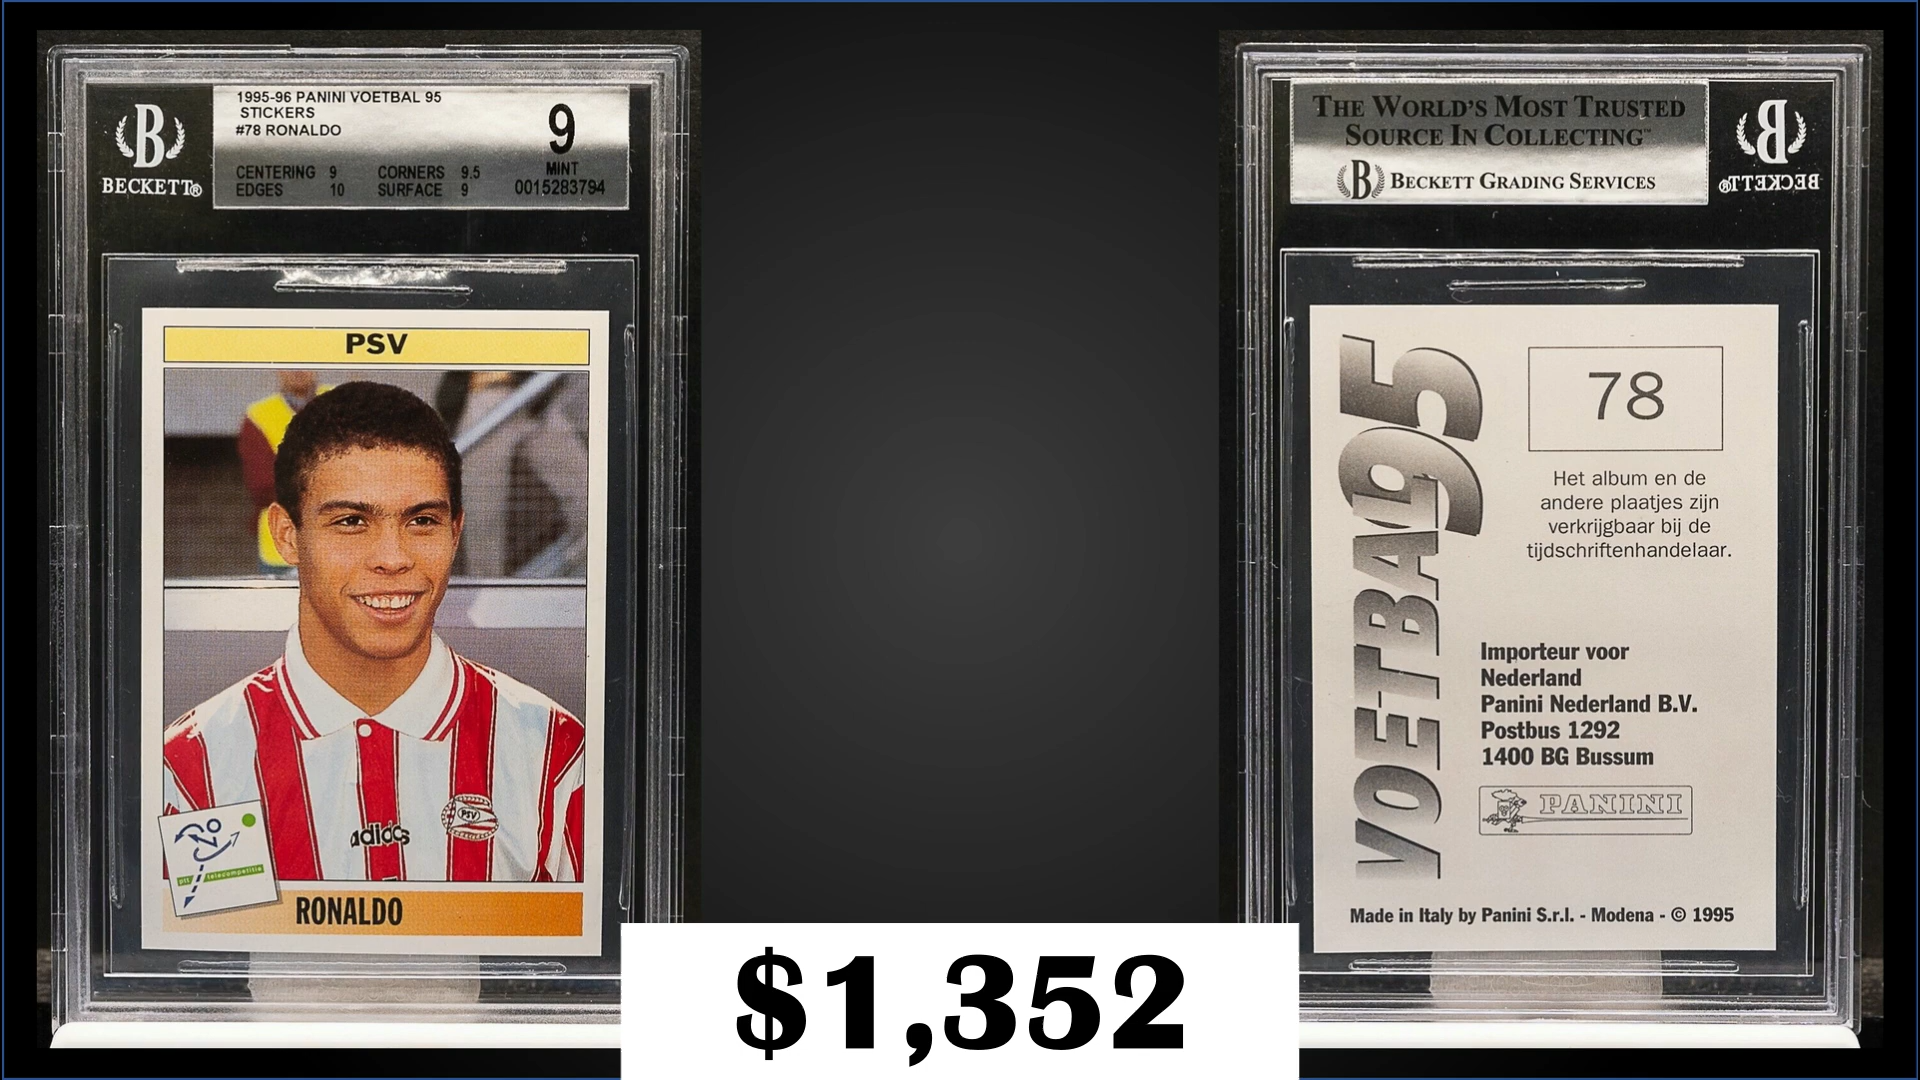 1995-96 PANINI VOETBAL 95
STICKERS
#78 RONALDO
9
MINT
0015283794
CENTERING 9 CORNERS 9.5
EDGES 10 SURFACE 9
B
BECKETT®
PSV
PSV
adidas
ptt telecompetitie
RONALDO
THE WORLD'S MOST TRUSTED
SOURCE IN COLLECTING™
B BECKETT GRADING SERVICES
B
BECKETT®
VOETBAL 95
78
Het album en de
andere plaatjes zijn
verkrijgbaar bij de
tijdschriftenhandelaar.
Importeur voor
Nederland
Panini Nederland B.V.
Postbus 1292
1400 BG Bussum
PANINI
Made in Italy by Panini S.r.l. - Modena - © 1995
$1,352